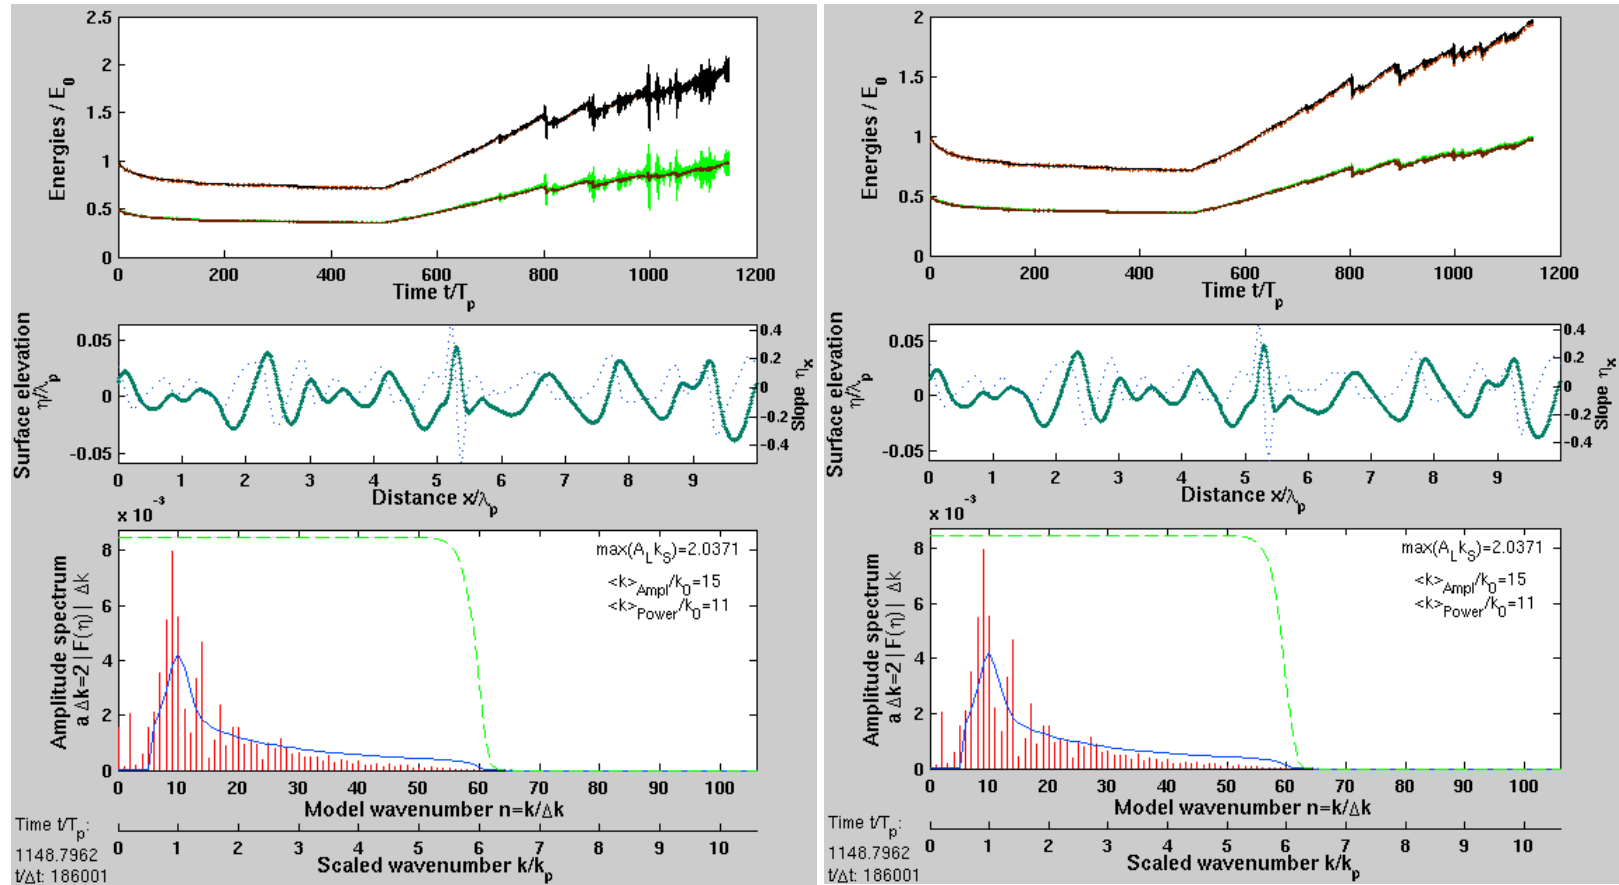 2.5
2
1.5
1
0.5
0
Energies / E0
0 200 400 600 800 1000 1200
Time t/Tp
0.05
0
-0.05
Surface elevation
η/λp
0.4
0.2
0
-0.2
-0.4
Slope ηx
0 1 2 3 4 5 6 7 8 9
Distance x/λp
x 10^-3
8
6
4
2
0
Amplitude spectrum
a Δk=2 | F(η) | Δk
max(A_L k_S)=2.0371
<k>Ampl/k0=15
<k>Power/k0=11
0 10 20 30 40 50 60 70 80 90 100
Model wavenumber n=k/Δk
Time t/Tp:
1148.7962
t/Δt: 186001
0 1 2 3 4 5 6 7 8 9 10
Scaled wavenumber k/kp
2
1.5
1
0.5
0
Energies / E0
0 200 400 600 800 1000 1200
Time t/Tp
0.05
0
-0.05
Surface elevation
η/λp
0.4
0.2
0
-0.2
-0.4
Slope ηx
0 1 2 3 4 5 6 7 8 9
Distance x/λp
x 10^-3
8
6
4
2
0
Amplitude spectrum
a Δk=2 | F(η) | Δk
max(A_L k_S)=2.0371
<k>Ampl/k0=15
<k>Power/k0=11
0 10 20 30 40 50 60 70 80 90 100
Model wavenumber n=k/Δk
Time t/Tp:
1148.7962
t/Δt: 186001
0 1 2 3 4 5 6 7 8 9 10
Scaled wavenumber k/kp